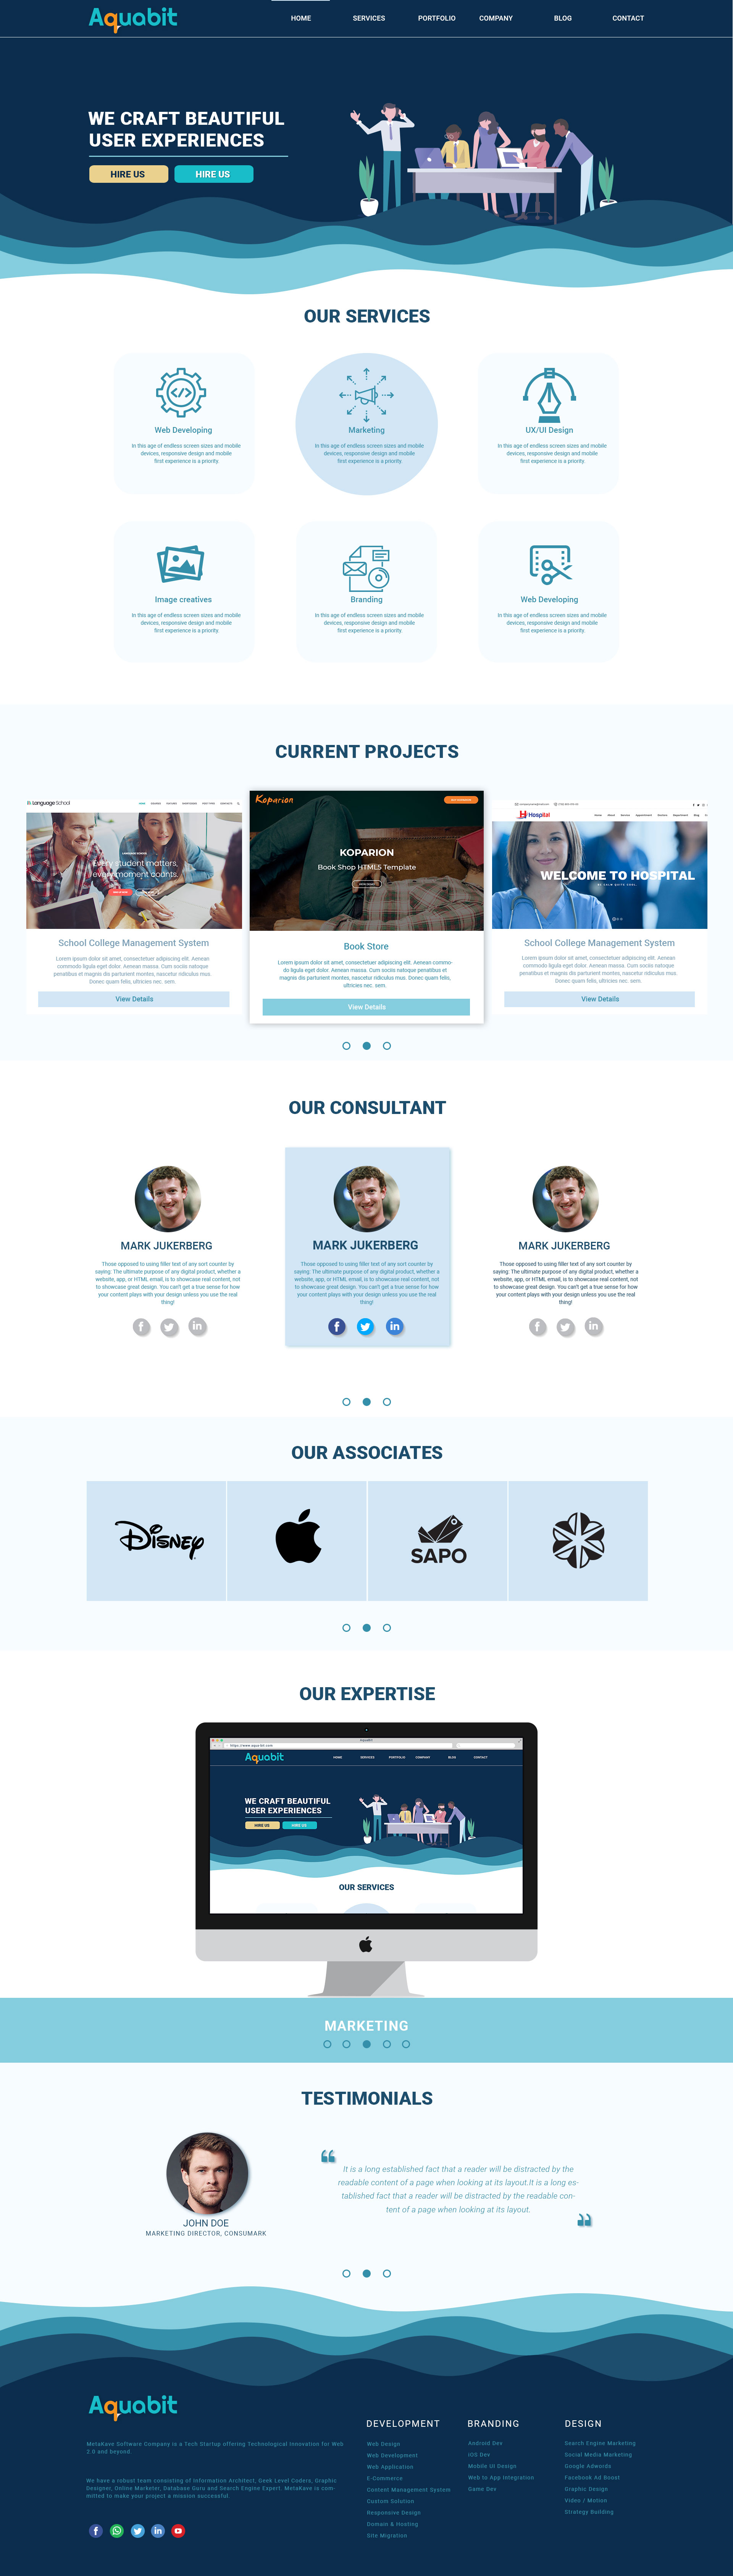 Aquabit
HOME SERVICES PORTFOLIO COMPANY BLOG CONTACT
WE CRAFT BEAUTIFUL
USER EXPERIENCES
HIRE US HIRE US
OUR SERVICES
Web Developing
In this age of endless screen sizes and mobile
devices, responsive design and mobile
first experience is a priority.
Marketing
In this age of endless screen sizes and mobile
devices, responsive design and mobile
first experience is a priority.
UX/UI Design
In this age of endless screen sizes and mobile
devices, responsive design and mobile
first experience is a priority.
Image creatives
In this age of endless screen sizes and mobile
devices, responsive design and mobile
first experience is a priority.
Branding
In this age of endless screen sizes and mobile
devices, responsive design and mobile
first experience is a priority.
Web Developing
In this age of endless screen sizes and mobile
devices, responsive design and mobile
first experience is a priority.
CURRENT PROJECTS
Language School
Every student matters,
every moment counts.
School College Management System
Lorem ipsum dolor sit amet, consectetuer adipiscing elit. Aenean
commodo ligula eget dolor. Aenean massa. Cum sociis natoque
penatibus et magnis dis parturient montes, nascetur ridiculus mus.
Donec quam felis, ultricies nec. sem.
View Details
Koparion
KOPARION
Book Shop HTML5 Template
Book Store
Lorem ipsum dolor sit amet, consectetuer adipiscing elit. Aenean commo-
do ligula eget dolor. Aenean massa. Cum sociis natoque penatibus et
magnis dis parturient montes, nascetur ridiculus mus. Donec quam felis,
ultricies nec. sem.
View Details
Hospital
Home About Service Appointment Doctors Department Blog
WELCOME TO HOSPITAL
School College Management System
Lorem ipsum dolor sit amet, consectetuer adipiscing elit. Aenean
commodo ligula eget dolor. Aenean massa. Cum sociis natoque
penatibus et magnis dis parturient montes, nascetur ridiculus mus.
Donec quam felis, ultricies nec. sem.
View Details
OUR CONSULTANT
MARK JUKERBERG
Those opposed to using filler text of any sort counter by
saying: The ultimate purpose of any digital product, whether a
website, app, or HTML email, is to showcase real content, not
to showcase great design. You can't get a true sense for how
your content plays with your design unless you use the real
thing!
MARK JUKERBERG
Those opposed to using filler text of any sort counter by
saying: The ultimate purpose of any digital product, whether a
website, app, or HTML email, is to showcase real content, not
to showcase great design. You can't get a true sense for how
your content plays with your design unless you use the real
thing!
MARK JUKERBERG
Those opposed to using filler text of any sort counter by
saying: The ultimate purpose of any digital product, whether a
website, app, or HTML email, is to showcase real content, not
to showcase great design. You can't get a true sense for how
your content plays with your design unless you use the real
thing!
OUR ASSOCIATES
Disney
SAPO
OUR EXPERTISE
Aquabit
HOME SERVICES PORTFOLIO COMPANY BLOG CONTACT
WE CRAFT BEAUTIFUL
USER EXPERIENCES
HIRE US HIRE US
OUR SERVICES
MARKETING
TESTIMONIALS
It is a long established fact that a reader will be distracted by the
readable content of a page when looking at its layout.It is a long es-
tablished fact that a reader will be distracted by the readable con-
tent of a page when looking at its layout.
JOHN DOE
MARKETING DIRECTOR, CONSUMARK
Aquabit
MetaKave Software Company is a Tech Startup offering Technological Innovation for Web
2.0 and beyond.
We have a robust team consisting of Information Architect, Geek Level Coders, Graphic
Designer, Online Marketer, Database Guru and Search Engine Expert. MetaKave is com-
mitted to make your project a mission successful.
DEVELOPMENT
Web Design
Web Development
Web Application
E-Commerce
Content Management System
Custom Solution
Responsive Design
Domain & Hosting
Site Migration
BRANDING
Android Dev
iOS Dev
Mobile UI Design
Web to App Integration
Game Dev
DESIGN
Search Engine Marketing
Social Media Marketing
Google Adwords
Facebook Ad Boost
Graphic Design
Video / Motion
Strategy Building